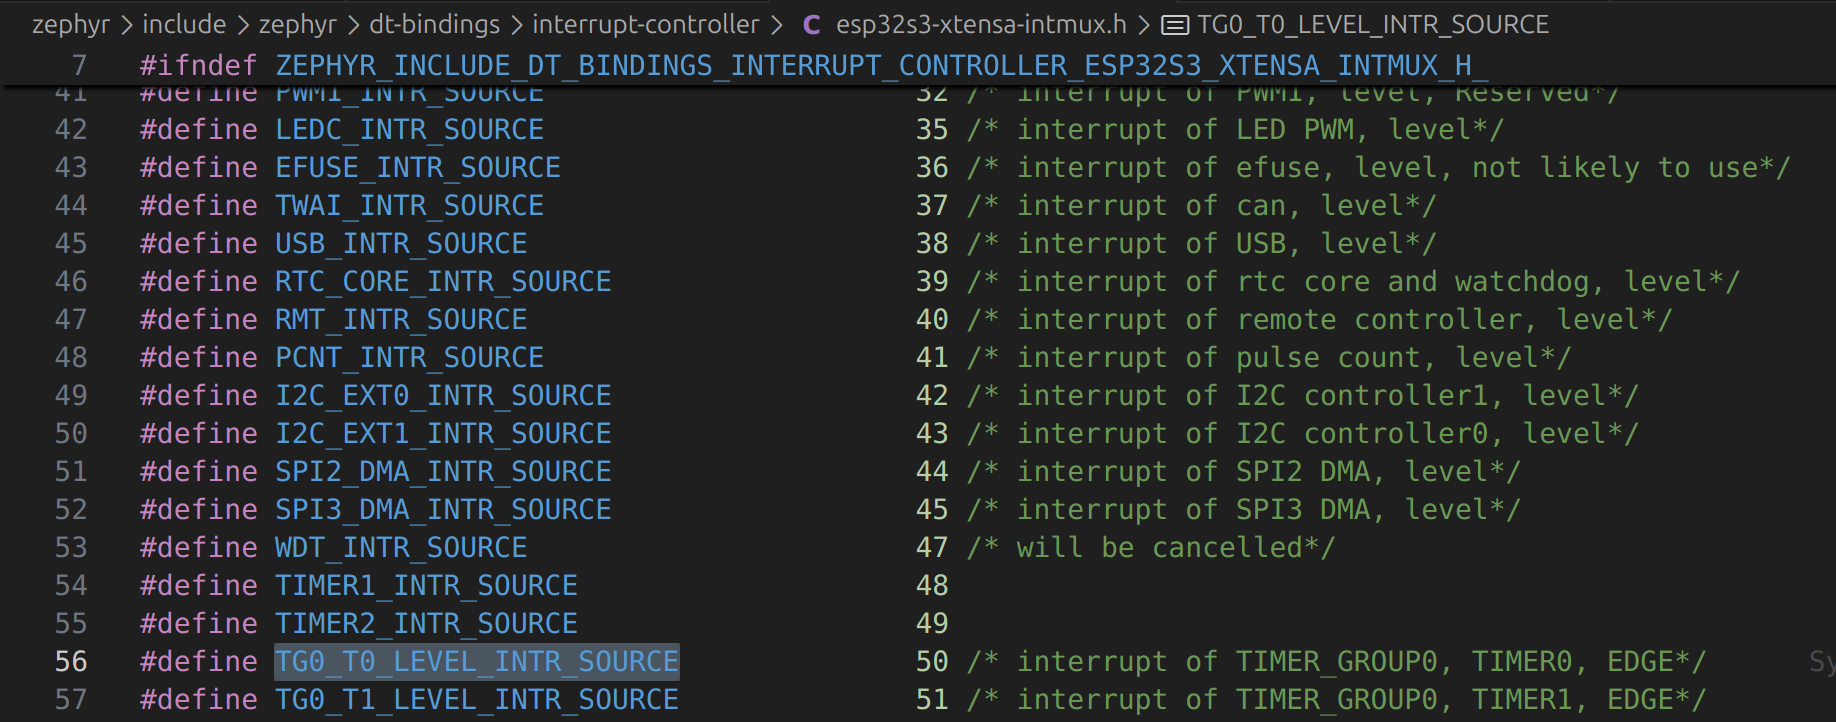 zephyr > include > zephyr > dt-bindings > interrupt-controller > C esp32s3-xtensa-intmux.h > TG0_T0_LEVEL_INTR_SOURCE
7 #ifndef ZEPHYR_INCLUDE_DT_BINDINGS_INTERRUPT_CONTROLLER_ESP32S3_XTENSA_INTMUX_H_
41 #define PWM1_INTR_SOURCE 32 /* interrupt of PWM1, level, Reserved*/
42 #define LEDC_INTR_SOURCE 35 /* interrupt of LED PWM, level*/
43 #define EFUSE_INTR_SOURCE 36 /* interrupt of efuse, level, not likely to use*/
44 #define TWAI_INTR_SOURCE 37 /* interrupt of can, level*/
45 #define USB_INTR_SOURCE 38 /* interrupt of USB, level*/
46 #define RTC_CORE_INTR_SOURCE 39 /* interrupt of rtc core and watchdog, level*/
47 #define RMT_INTR_SOURCE 40 /* interrupt of remote controller, level*/
48 #define PCNT_INTR_SOURCE 41 /* interrupt of pulse count, level*/
49 #define I2C_EXT0_INTR_SOURCE 42 /* interrupt of I2C controller1, level*/
50 #define I2C_EXT1_INTR_SOURCE 43 /* interrupt of I2C controller0, level*/
51 #define SPI2_DMA_INTR_SOURCE 44 /* interrupt of SPI2 DMA, level*/
52 #define SPI3_DMA_INTR_SOURCE 45 /* interrupt of SPI3 DMA, level*/
53 #define WDT_INTR_SOURCE 47 /* will be cancelled*/
54 #define TIMER1_INTR_SOURCE 48
55 #define TIMER2_INTR_SOURCE 49
56 #define TG0_T0_LEVEL_INTR_SOURCE 50 /* interrupt of TIMER_GROUP0, TIMER0, EDGE*/ Sy
57 #define TG0_T1_LEVEL_INTR_SOURCE 51 /* interrupt of TIMER_GROUP0, TIMER1, EDGE*/